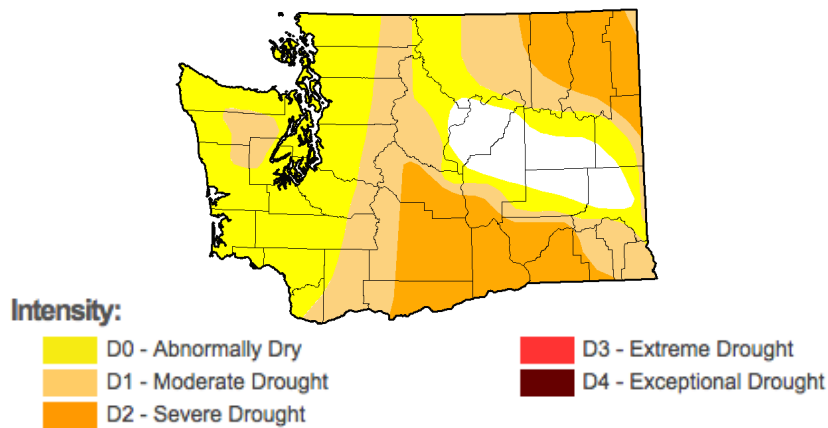 Intensity:
D0 - Abnormally Dry
D1 - Moderate Drought
D2 - Severe Drought
D3 - Extreme Drought
D4 - Exceptional Drought